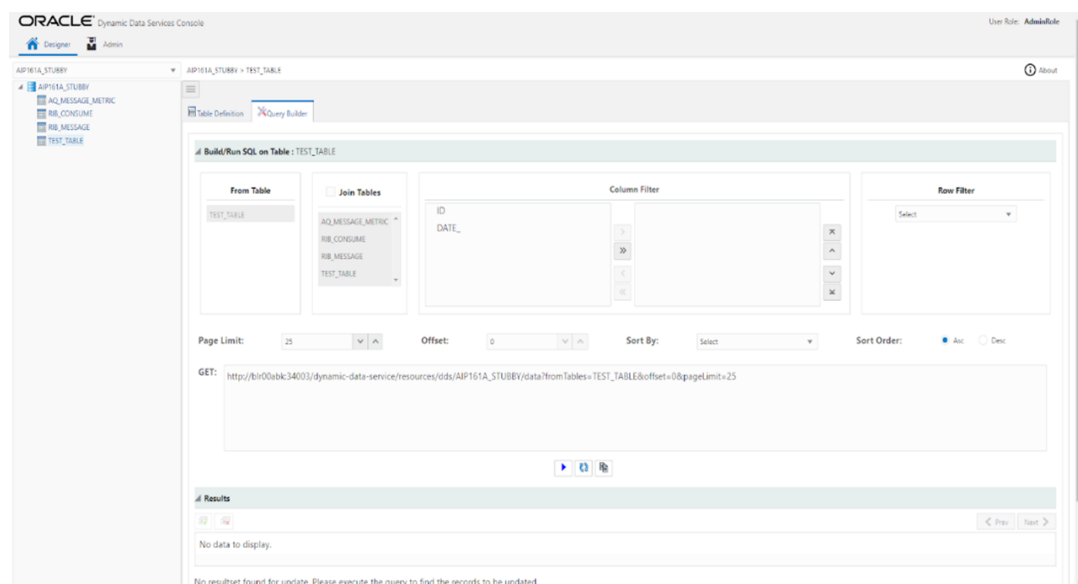 ORACLE Dynamic Data Services Console
User Role: AdminRole
Designer Admin
AIP161A_STUBBY
AIP161A_STUBBY > TEST_TABLE
About
AIP161A_STUBBY
AQ_MESSAGE_METRIC
RIB_CONSUME
RIB_MESSAGE
TEST_TABLE
Table Definition Query Builder
Build/Run SQL on Table : TEST_TABLE
From Table
TEST_TABLE
Join Tables
AQ_MESSAGE_METRIC
RIB_CONSUME
RIB_MESSAGE
TEST_TABLE
Column Filter
ID
DATE_
Row Filter
Select
Page Limit: 25 Offset: 0 Sort By: Select Sort Order: Asc Desc
GET: http://blr00ablc:34003/dynamic-data-service/resources/dds/AIP161A_STUBBY/data?fromTables=TEST_TABLE&offset=0&pageLimit=25
Results
Prev Next
No data to display.
No resultset found for update. Please execute the query to find the records to be updated